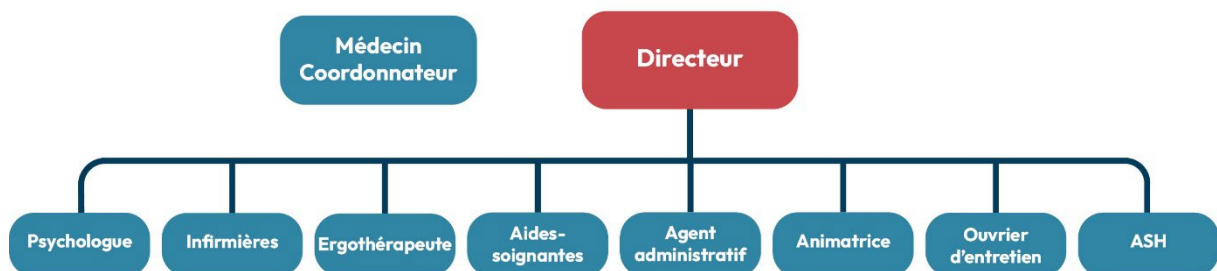 Médecin
Coordonnateur
Directeur
Psychologue
Infirmières
Ergothérapeute
Aides-
soignantes
Agent
administratif
Animatrice
Ouvrier
d'entretien
ASH